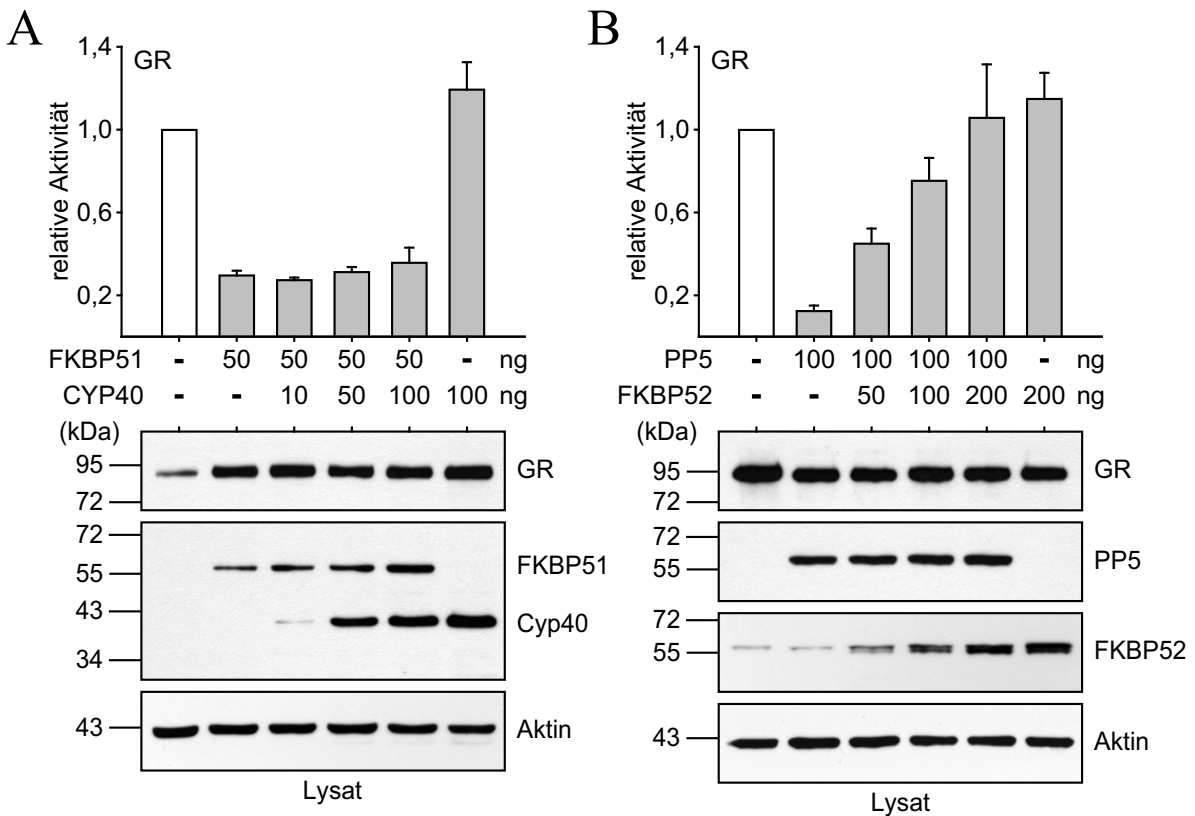 A
1,4
1,0
0,6
0,2
relative Aktivität
GR
FKBP51 - 50 50 50 50 - ng
CYP40 - - 10 50 100 100 ng
(kDa)
95
72
GR
72
55
43
34
FKBP51
Cyp40
43
Aktin
Lysat
B
1,4
1,0
0,6
0,2
relative Aktivität
GR
PP5 - 100 100 100 100 - ng
FKBP52 - - 50 100 200 200 ng
(kDa)
95
72
GR
72
55
PP5
72
55
FKBP52
43
Aktin
Lysat